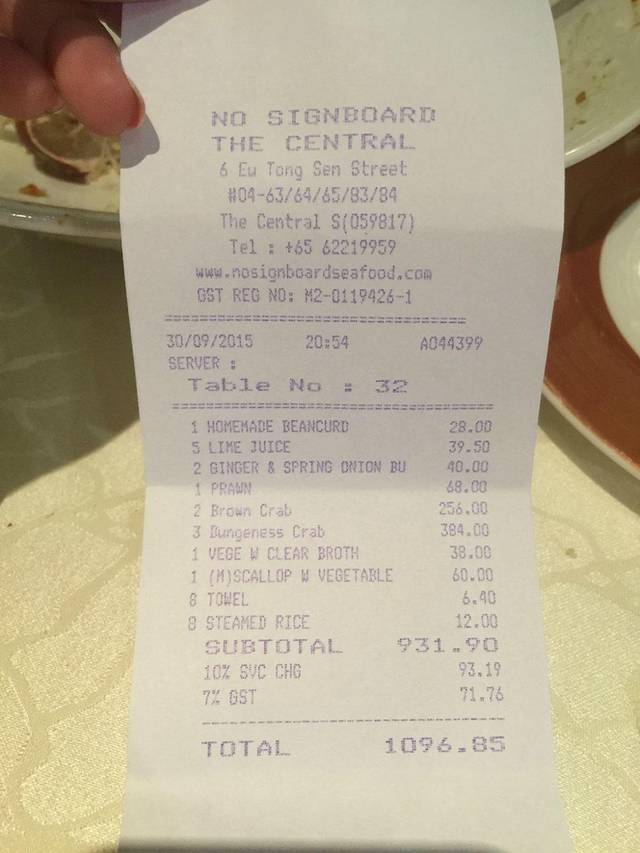 NO SIGNBOARD
THE CENTRAL
6 Eu Tong Sen Street
#04-63/64/65/83/84
The Central S(059817)
Tel : +65 62219959
www.nosignboardseafood.com
GST REG NO: M2-0119426-1
30/09/2015 20:54 A044399
SERVER :
Table No : 32
1 HOMEMADE BEANCURD 28.00
5 LIME JUICE 39.50
2 GINGER & SPRING ONION BU 40.00
1 PRAWN 68.00
2 Brown Crab 256.00
3 Dungeness Crab 384.00
1 VEGE W CLEAR BROTH 38.00
1 (M)SCALLOP W VEGETABLE 60.00
8 TOWEL 6.40
8 STEAMED RICE 12.00
SUBTOTAL 931.90
10% SVC CHG 93.19
7% GST 71.76
TOTAL 1096.85